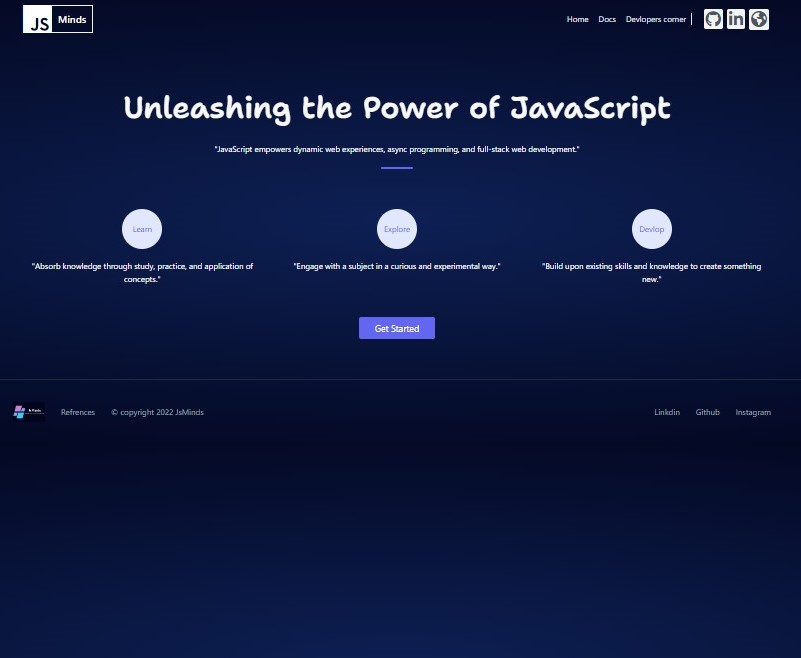 JS Minds
Home Docs Devlopers corner
Unleashing the Power of JavaScript
"JavaScript empowers dynamic web experiences, async programming, and full-stack web development."
Learn
"Absorb knowledge through study, practice, and application of
concepts."
Explore
"Engage with a subject in a curious and experimental way."
Devlop
"Build upon existing skills and knowledge to create something
new."
Get Started
Refrences © copyright 2022 JsMinds
Linkdin Github Instagram